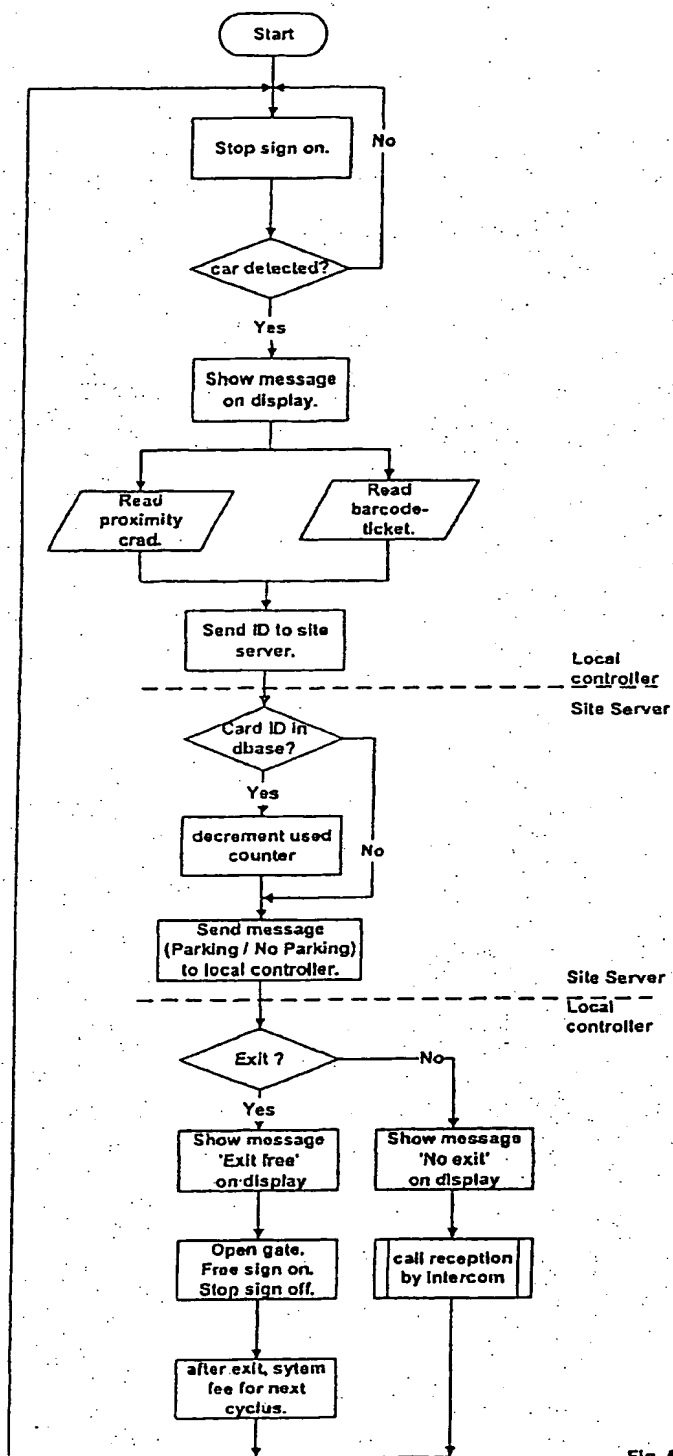 Start
Stop sign on.
No
car detected?
Yes
Show message
on display.
Read
proximity
crad.
Read
barcode-
ticket.
Send ID to site
server.
Local
controller
Site Server
Card ID in
dbase?
Yes
decrement used
counter
No
Send message
(Parking / No Parking)
to local controller.
Site Server
Local
controller
Exit ?
No
Yes
Show message
'Exit free'
on display
Show message
'No exit'
on display
Open gate.
Free sign on.
Stop sign off.
call reception
by Intercom
after exit, sytem
fee for next
cyclus.